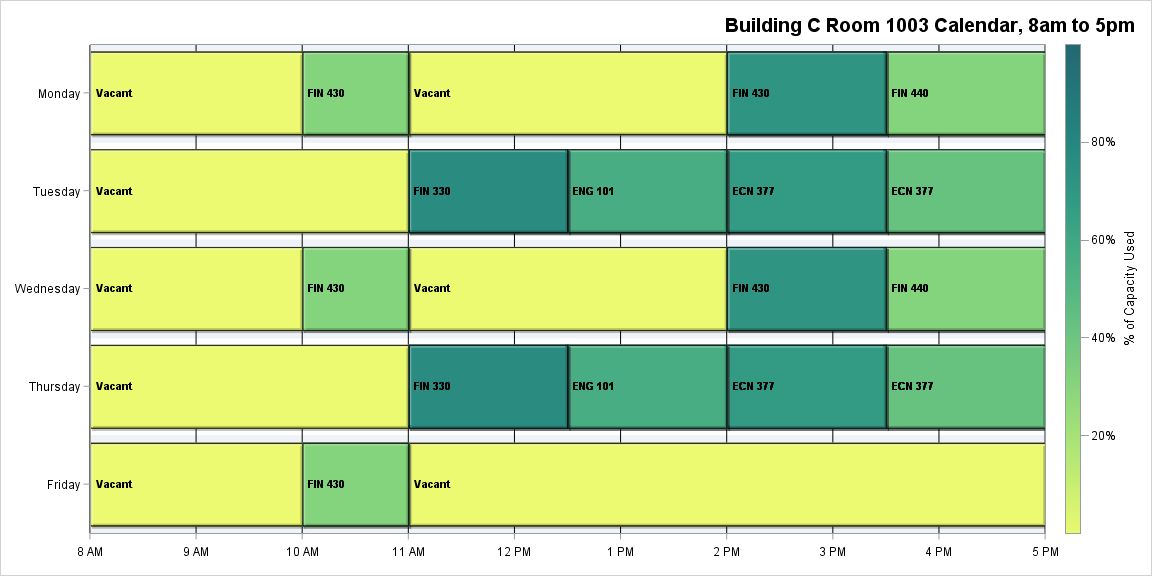 Building C Room 1003 Calendar, 8am to 5pm
Monday Vacant FIN 430 Vacant FIN 430 FIN 440
Tuesday Vacant FIN 330 ENG 101 ECN 377 ECN 377
Wednesday Vacant FIN 430 Vacant FIN 430 FIN 440
Thursday Vacant FIN 330 ENG 101 ECN 377 ECN 377
Friday Vacant FIN 430 Vacant
8 AM 9 AM 10 AM 11 AM 12 PM 1 PM 2 PM 3 PM 4 PM 5 PM
80%
60%
40%
20%
% of Capacity Used